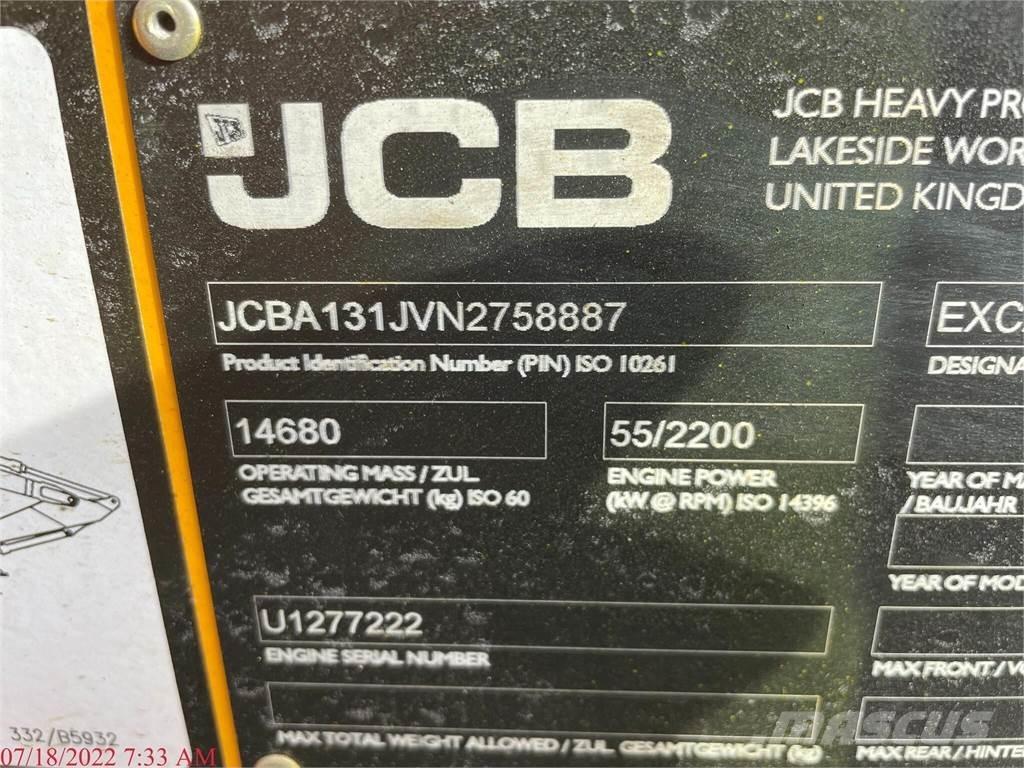 JCB
JCB HEAVY PR
LAKESIDE WOR
UNITED KINGD
JCBA131JVN2758887
Product Identification Number (PIN) ISO 10261
EXC
DESIGNA
14680
OPERATING MASS / ZUL.
GESAMTGEWICHT (kg) ISO 60
55/2200
ENGINE POWER
(kW @ RPM) ISO 14396
YEAR OF M
/ BAUJAHR
YEAR OF MOD
U1277222
ENGINE SERIAL NUMBER
MAX FRONT / V
MAX TOTAL WEIGHT ALLOWED / ZUL. GESAMTGEWICHT (kg)
MAX REAR / HINTE
332/B5932
07/18/2022 7:33 AM
MASCUS